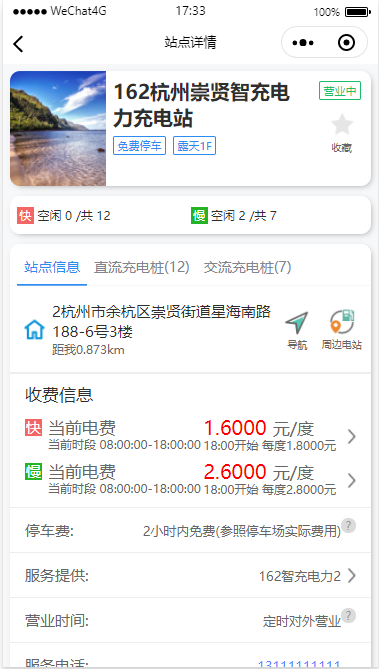 WeChat4G 17:33 100%
站点详情
162杭州崇贤智充电
力充电站
营业中
免费停车 露天1F
收藏
快 空闲 0 /共 12 慢 空闲 2 /共 7
站点信息 直流充电桩(12) 交流充电桩(7)
2杭州市余杭区崇贤街道星海南路
188-6号3楼
距我0.873km
导航 周边电站
收费信息
快 当前电费 1.6000 元/度
当前时段 08:00:00-18:00:00 18:00开始 每度1.8000元
慢 当前电费 2.6000 元/度
当前时段 08:00:00-18:00:00 18:00开始 每度2.8000元
停车费: 2小时内免费(参照停车场实际费用) ?
服务提供: 162智充电力2
营业时间: 定时对外营业 ?
服务电话: 13111111111